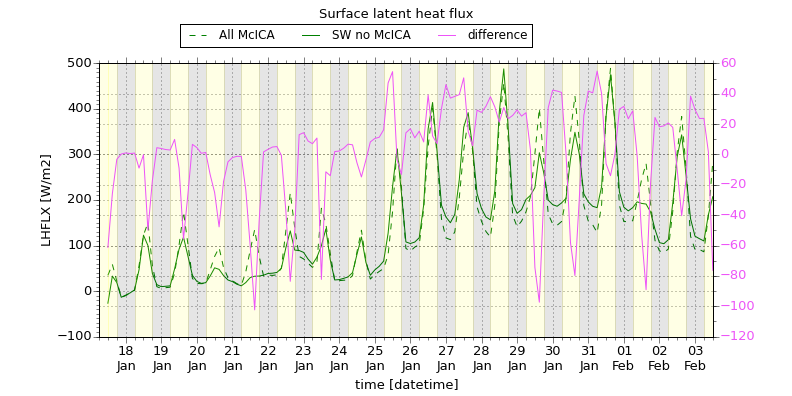 Surface latent heat flux
All McICA
SW no McICA
difference
500
400
300
200
100
0
−100
60
40
20
0
−20
−40
−60
−80
−100
−120
LHFLX [W/m2]
18 19 20 21 22 23 24 25 26 27 28 29 30 31 01 02 03
Jan Jan Jan Jan Jan Jan Jan Jan Jan Jan Jan Jan Jan Jan Feb Feb Feb
time [datetime]